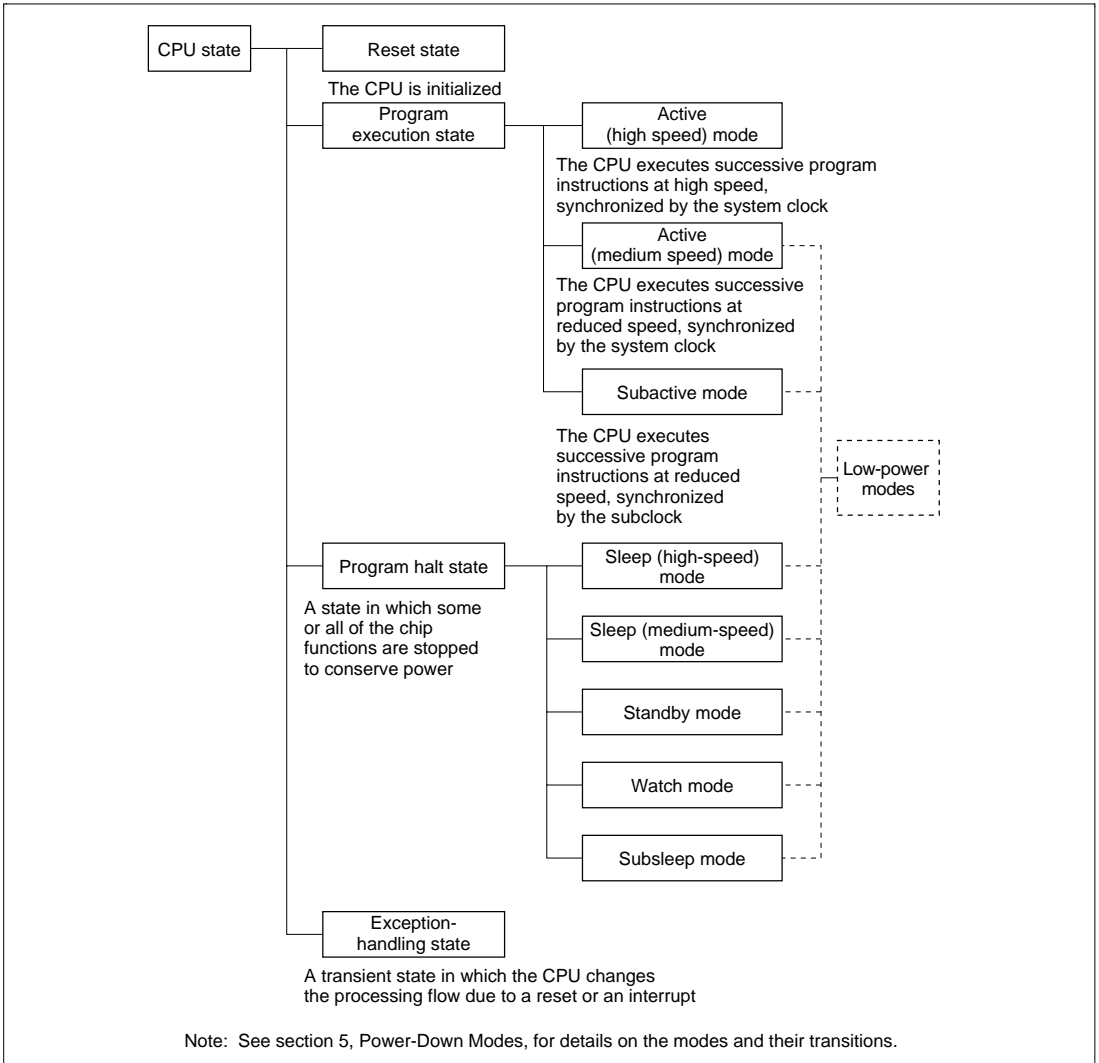 CPU state
Reset state
The CPU is initialized
Program
execution state
Active
(high speed) mode
The CPU executes successive program
instructions at high speed,
synchronized by the system clock
Active
(medium speed) mode
The CPU executes successive
program instructions at
reduced speed, synchronized
by the system clock
Subactive mode
The CPU executes
successive program
instructions at reduced
speed, synchronized
by the subclock
Low-power
modes
Program halt state
A state in which some
or all of the chip
functions are stopped
to conserve power
Sleep (high-speed)
mode
Sleep (medium-speed)
mode
Standby mode
Watch mode
Subsleep mode
Exception-
handling state
A transient state in which the CPU changes
the processing flow due to a reset or an interrupt
Note: See section 5, Power-Down Modes, for details on the modes and their transitions.